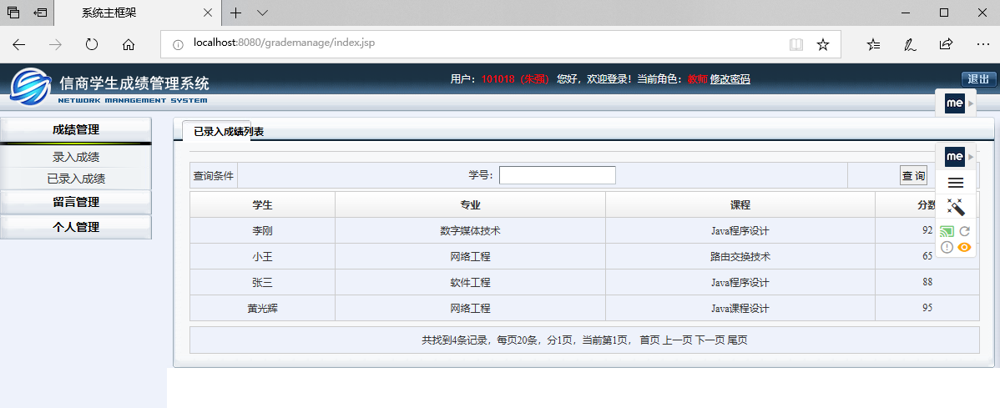 系统主框架
localhost:8080/grademanage/index.jsp
信商学生成绩管理系统
NETWORK MANAGEMENT SYSTEM
用户：101018（朱强） 您好，欢迎登录！当前角色：教师 修改密码
退出
me
成绩管理
录入成绩
已录入成绩
留言管理
个人管理
已录入成绩列表
me
查询条件 学号： 查 询
学生 专业 课程 分数
李刚 数字媒体技术 Java程序设计 92
小王 网络工程 路由交换技术 65
张三 软件工程 Java程序设计 88
黄光辉 网络工程 Java课程设计 95
共找到4条记录，每页20条，分1页，当前第1页， 首页 上一页 下一页 尾页